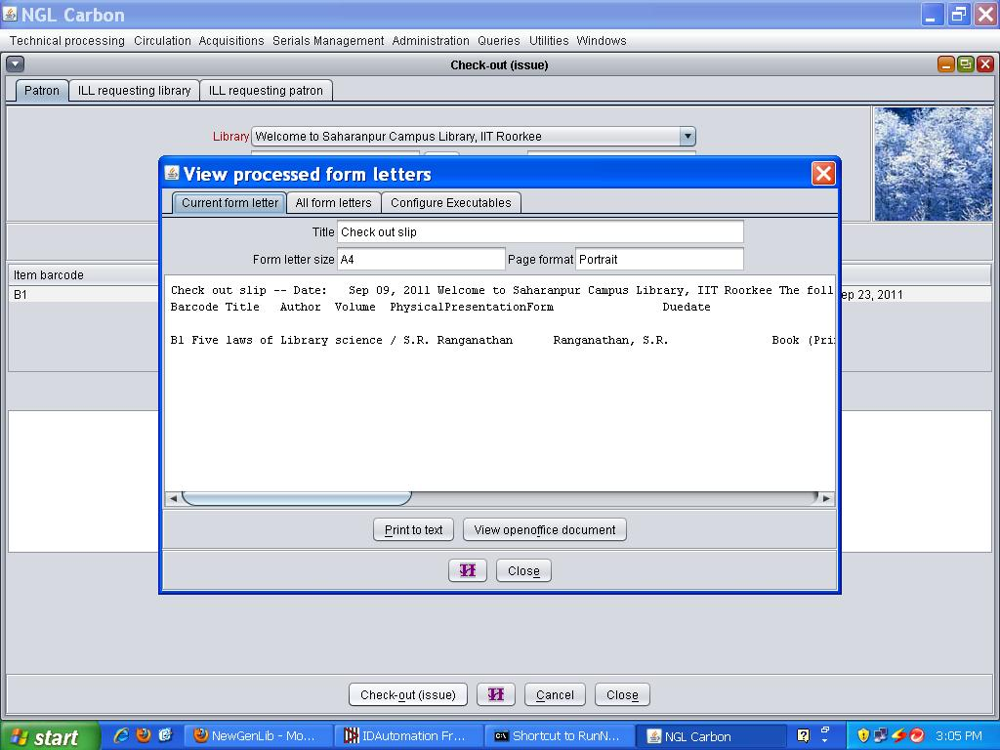 NGL Carbon
Technical processing Circulation Acquisitions Serials Management Administration Queries Utilities Windows
Check-out (issue)
Patron ILL requesting library ILL requesting patron
Library Welcome to Saharanpur Campus Library, IIT Roorkee
View processed form letters
Current form letter All form letters Configure Executables
Title Check out slip
Form letter size A4 Page format Portrait
Item barcode
B1
ep 23, 2011
Check out slip -- Date: Sep 09, 2011 Welcome to Saharanpur Campus Library, IIT Roorkee The foll
Barcode Title Author Volume PhysicalPresentationForm Duedate
B1 Five laws of Library science / S.R. Ranganathan Ranganathan, S.R. Book (Pri
Print to text View openoffice document
Close
Check-out (issue) Cancel Close
start NewGenLib - Mo... IDAutomation Fr... Shortcut to RunN... NGL Carbon 3:05 PM